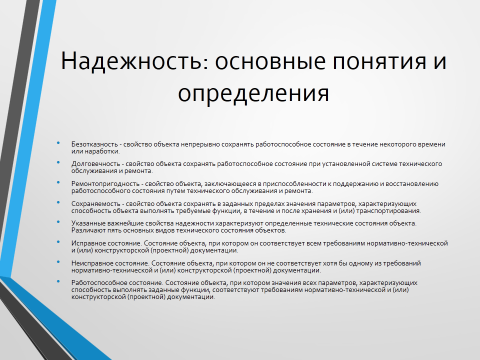 Надежность: основные понятия и
определения
Безотказность - свойство объекта непрерывно сохранять работоспособное состояние в течение некоторого времени
или наработки.
Долговечность - свойство объекта сохранять работоспособное состояние при установленной системе технического
обслуживания и ремонта.
Ремонтопригодность - свойство объекта, заключающееся в приспособленности к поддержанию и восстановлению
работоспособного состояния путем технического обслуживания и ремонта.
Сохраняемость - свойство объекта сохранять в заданных пределах значения параметров, характеризующих
способность объекта выполнять требуемые функции, в течение и после хранения и (или) транспортирования.
Указанные важнейшие свойства надежности характеризуют определенные технические состояния объекта.
Различают пять основных видов технического состояния объектов.
Исправное состояние. Состояние объекта, при котором он соответствует всем требованиям нормативно-технической
и (или) конструкторской (проектной) документации.
Неисправное состояние. Состояние объекта, при котором он не соответствует хотя бы одному из требований
нормативно-технической и (или) конструкторской (проектной) документации.
Работоспособное состояние. Состояние объекта, при котором значения всех параметров, характеризующих
способность выполнять заданные функции, соответствуют требованиям нормативно-технической и (или)
конструкторской (проектной) документации.